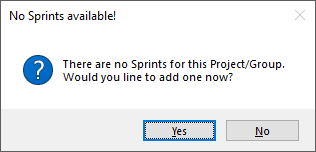 No Sprints available!
There are no Sprints for this Project/Group.
Would you line to add one now?
Yes
No